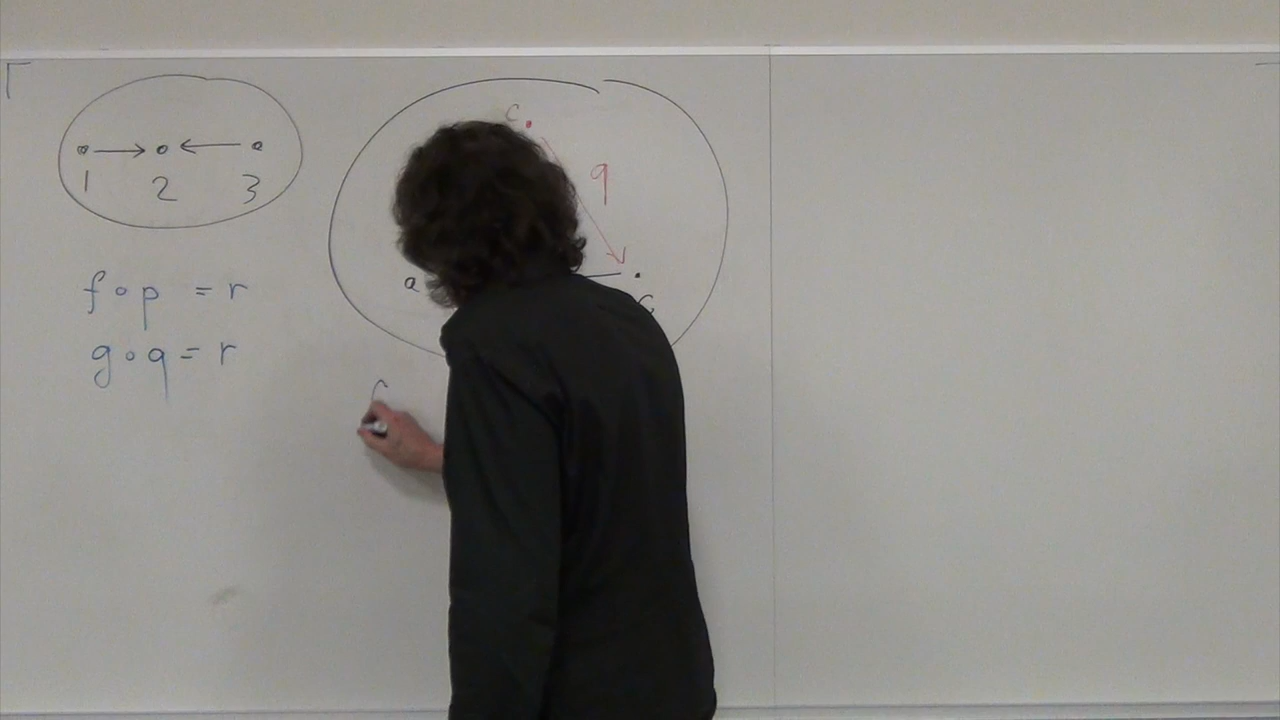 1 2 3
c
q
a
f ∘ p = r
g ∘ q = r